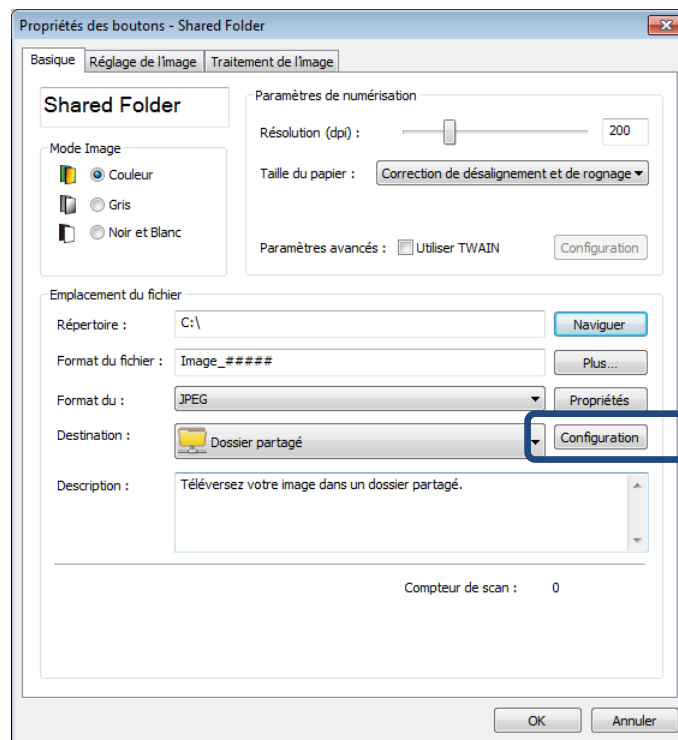 Propriétés des boutons - Shared Folder
Basique
Réglage de l'image
Traitement de l'image
Shared Folder
Mode Image
Couleur
Gris
Noir et Blanc
Paramètres de numérisation
Résolution (dpi) :
200
Taille du papier :
Correction de désalignement et de rognage
Paramètres avancés :
Utiliser TWAIN
Configuration
Emplacement du fichier
Répertoire :
C:\
Naviguer
Format du fichier :
Image_#####
Plus...
Format du :
JPEG
Propriétés
Destination :
Dossier partagé
Configuration
Description :
Téléversez votre image dans un dossier partagé.
Compteur de scan :
0
OK
Annuler